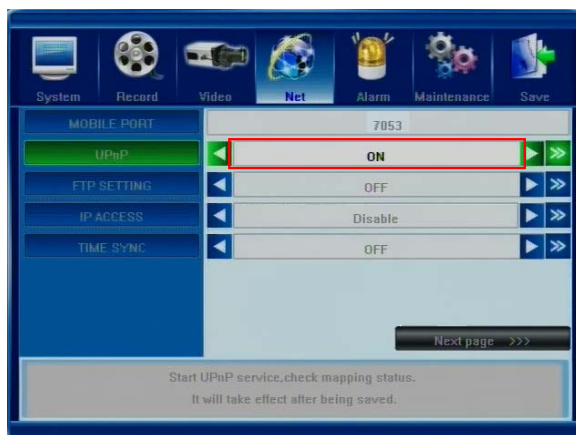 System Record Video Net Alarm Maintenance Save
MOBILE PORT 7053
UPnP ON
FTP SETTING OFF
IP ACCESS Disable
TIME SYNC OFF
Next page >>>
Start UPnP service,check mapping status.
It will take effect after being saved.